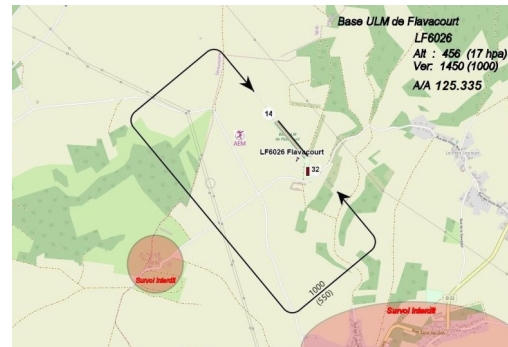 Base ULM de Flavacourt
LF6026
Alt : 456 (17 hpa)
Ver: 1450 (1000)
A/A 125.335
14
AEM
LF6026 Flavacourt
32
1000
(550)
Survol Interdit
Survol Interdit